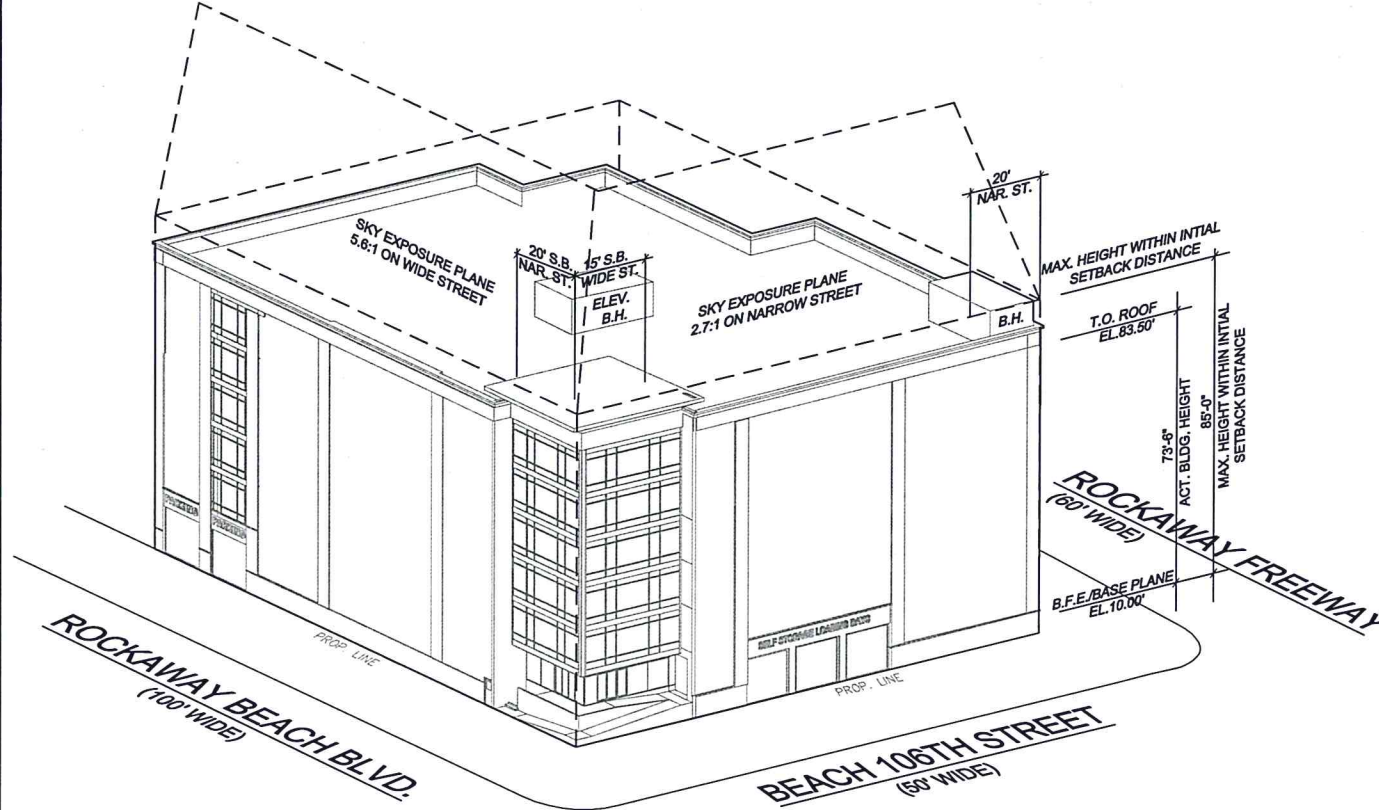 20'
NAR. ST.
MAX. HEIGHT WITHIN INTIAL
SETBACK DISTANCE
SKY EXPOSURE PLANE
5.6:1 ON WIDE STREET
20' S.B.
NAR. ST.
15' S.B.
WIDE ST.
ELEV.
B.H.
SKY EXPOSURE PLANE
2.7:1 ON NARROW STREET
B.H.
T.O. ROOF
EL.83.50'
73'-6"
ACT. BLDG. HEIGHT
85'-0"
MAX. HEIGHT WITHIN INTIAL
SETBACK DISTANCE
ROCKAWAY FREEWAY
(60' WIDE)
B.F.E./BASE PLANE
EL.10.00'
PARKING
PARKING
SELF STORAGE LOADING BAYS
PROP. LINE
PROP. LINE
ROCKAWAY BEACH BLVD.
(100' WIDE)
BEACH 106TH STREET
(50' WIDE)